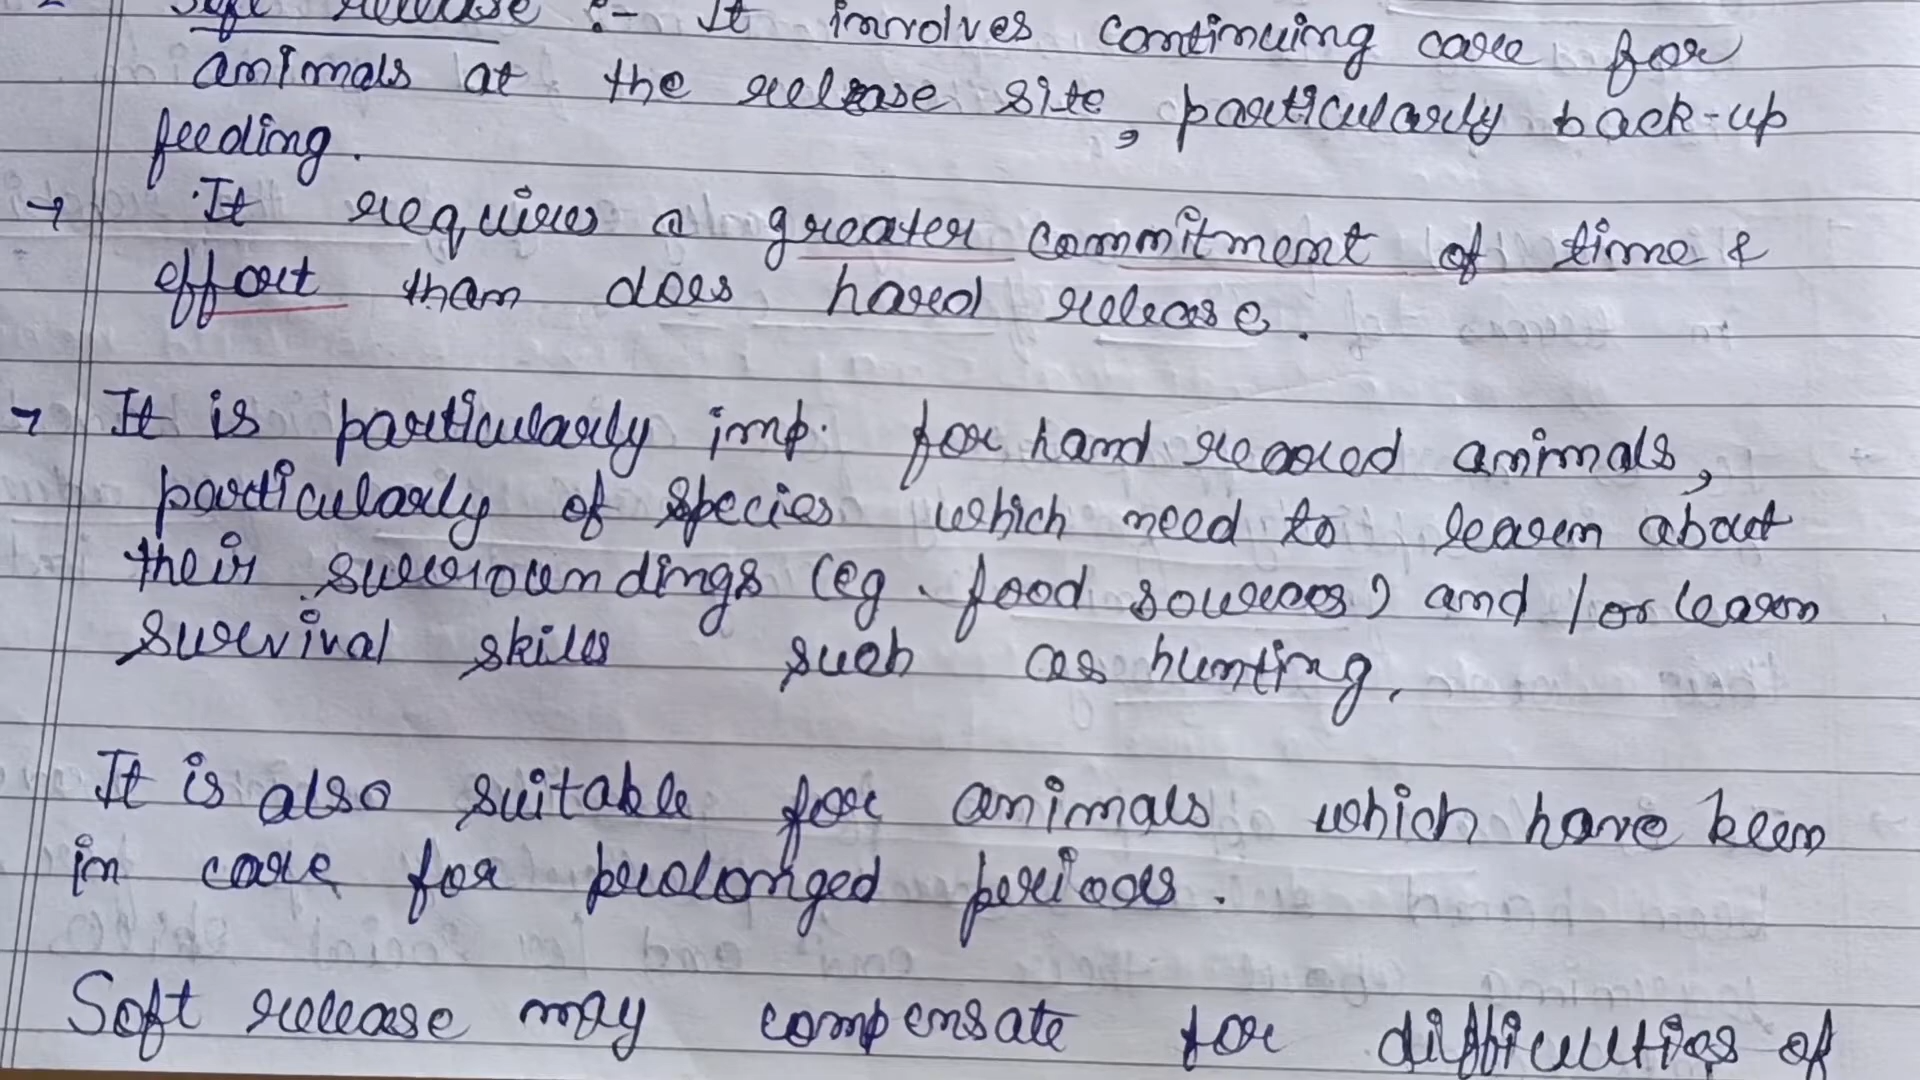 Soft release :- It involves continuing care for
animals at the release site, particularly back-up
feeding.
→ It requires a greater commitment of time &
effort than does hard release.
→ It is particularly imp. for hand reared animals,
particularly of species which need to learn about
their surroundings (eg. food sources) and / or learn
survival skills such as hunting.
It is also suitable for animals which have been
in care for prolonged periods.
Soft release may compensate for difficulties of